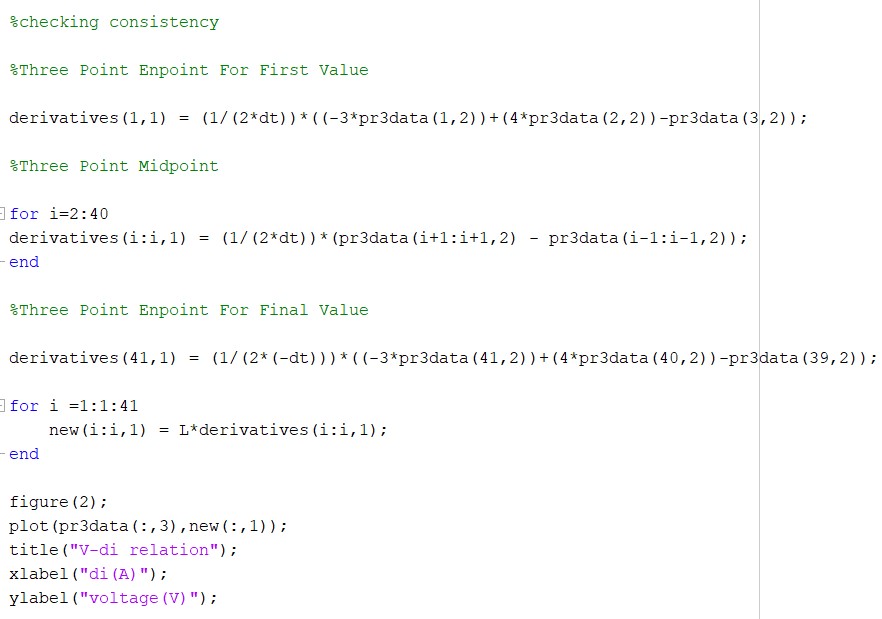 %checking consistency
%Three Point Enpoint For First Value
derivatives(1,1) = (1/(2*dt))*((-3*pr3data(1,2))+(4*pr3data(2,2))-pr3data(3,2));
%Three Point Midpoint
for i=2:40
derivatives(i:i,1) = (1/(2*dt))*(pr3data(i+1:i+1,2) - pr3data(i-1:i-1,2));
end
%Three Point Enpoint For Final Value
derivatives(41,1) = (1/(2*(-dt)))*((-3*pr3data(41,2))+(4*pr3data(40,2))-pr3data(39,2));
for i =1:1:41
new(i:i,1) = L*derivatives(i:i,1);
end
figure(2);
plot(pr3data(:,3),new(:,1));
title("V-di relation");
xlabel("di(A)");
ylabel("voltage(V)");